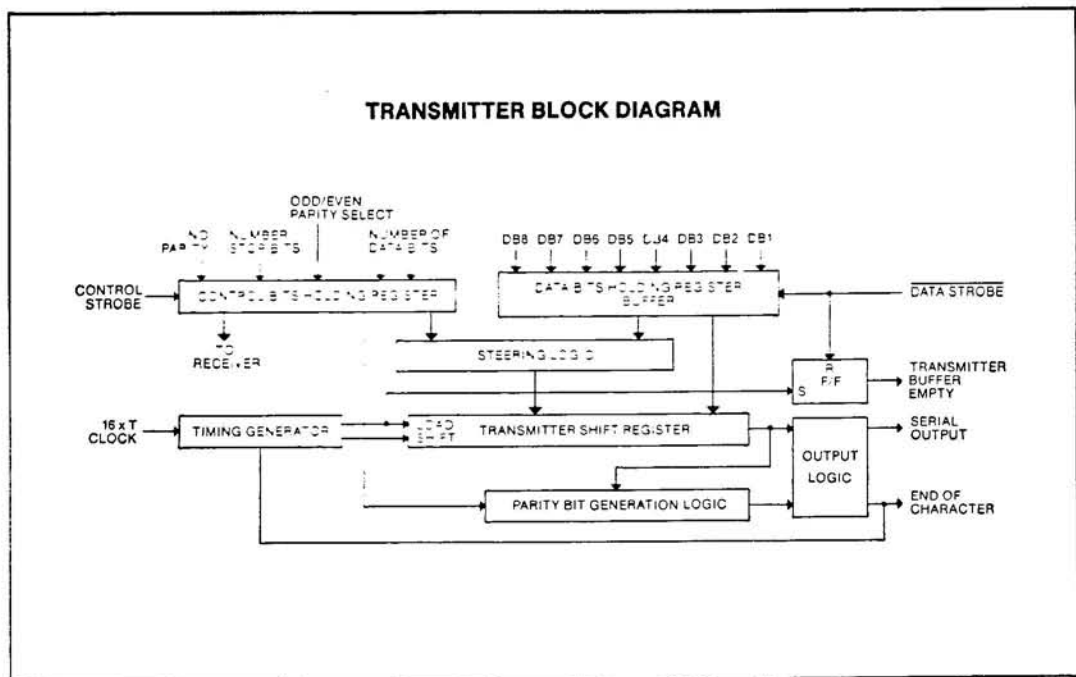 TRANSMITTER BLOCK DIAGRAM
ODD/EVEN
PARITY SELECT
NO
PARITY
NUMBER
STOP BITS
NUMBER OF
DATA BITS
DB8 DB7 DB6 DB5 DB4 DB3 DB2 DB1
CONTROL
STROBE
CONTROL BITS HOLDING REGISTER
DATA BITS HOLDING REGISTER
BUFFER
DATA STROBE
TO
RECEIVER
STEERING LOGIC
R
F/F
S
TRANSMITTER
BUFFER
EMPTY
16 x T
CLOCK
TIMING GENERATOR
LOAD
SHIFT
TRANSMITTER SHIFT REGISTER
OUTPUT
LOGIC
SERIAL
OUTPUT
PARITY BIT GENERATION LOGIC
END OF
CHARACTER